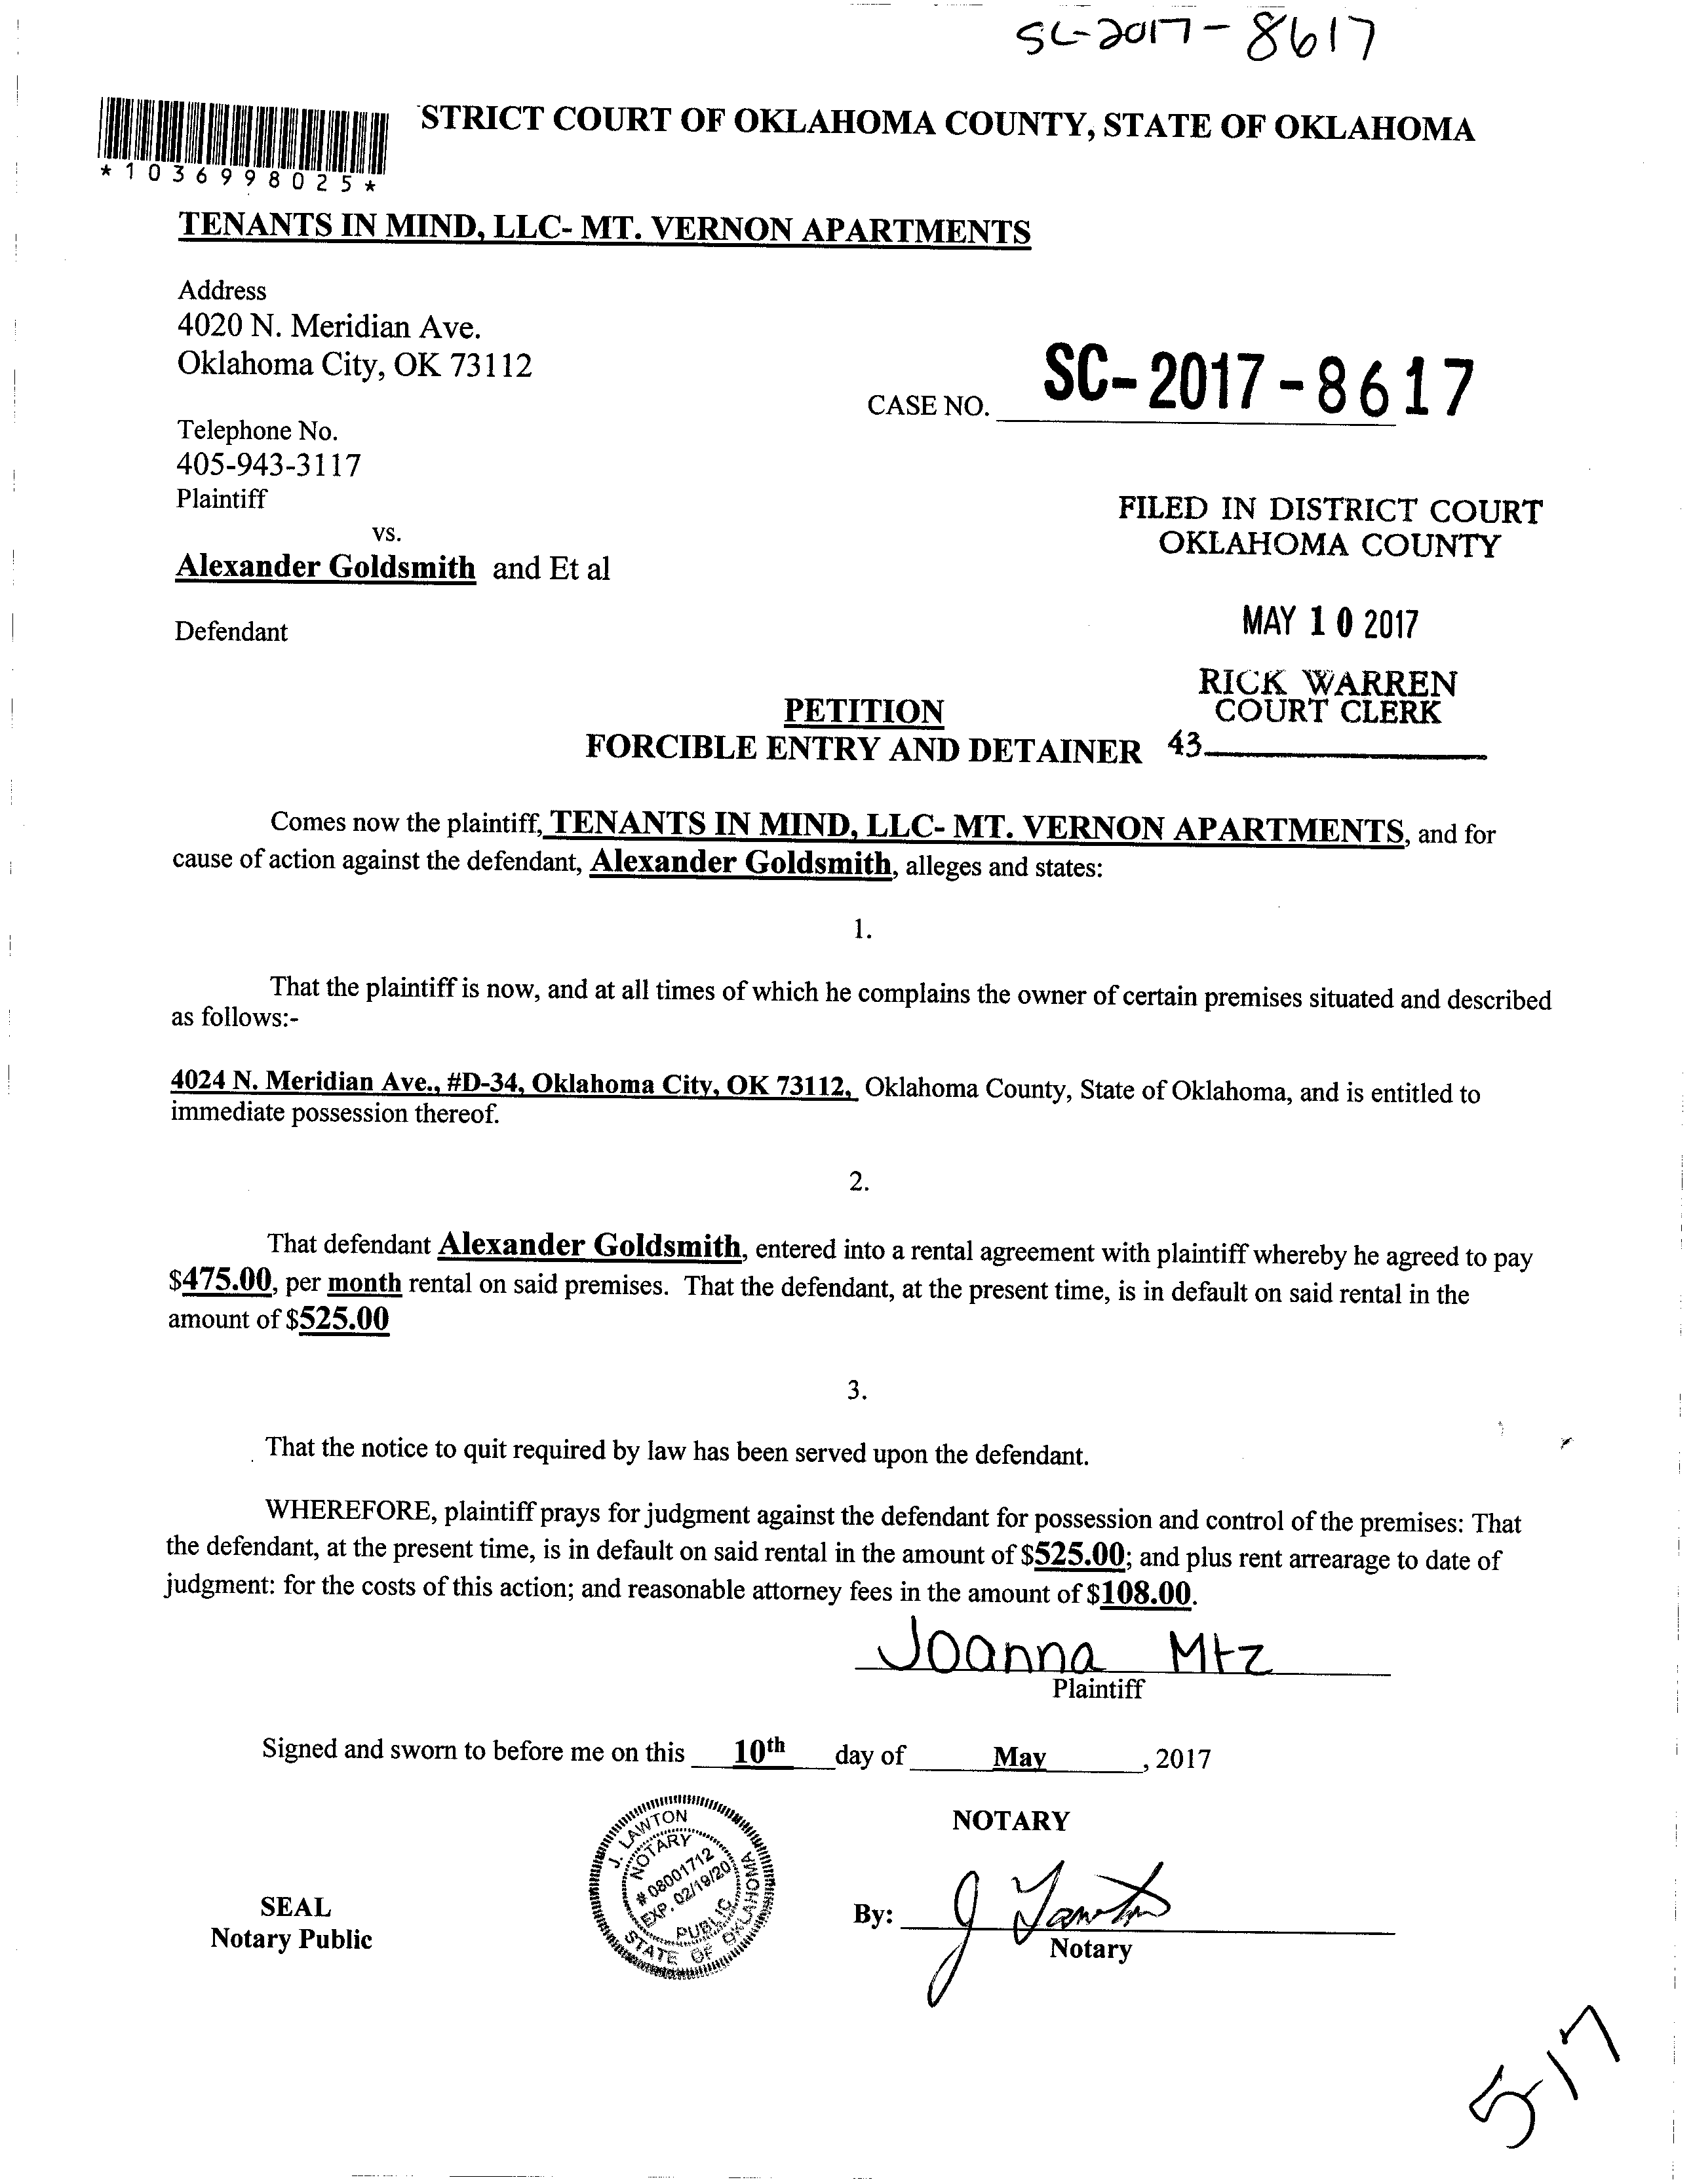 SC-2017-8617
STRICT COURT OF OKLAHOMA COUNTY, STATE OF OKLAHOMA
*1036998025*
TENANTS IN MIND, LLC- MT. VERNON APARTMENTS
Address
4020 N. Meridian Ave.
Oklahoma City, OK 73112
CASE NO. SC-2017-8617
Telephone No.
405-943-3117
Plaintiff
vs.
Alexander Goldsmith and Et al
Defendant
FILED IN DISTRICT COURT
OKLAHOMA COUNTY
MAY 10 2017
RICK WARREN
COURT CLERK
43
PETITION
FORCIBLE ENTRY AND DETAINER
Comes now the plaintiff, TENANTS IN MIND, LLC- MT. VERNON APARTMENTS, and for
cause of action against the defendant, Alexander Goldsmith, alleges and states:
1.
That the plaintiff is now, and at all times of which he complains the owner of certain premises situated and described
as follows:-
4024 N. Meridian Ave., #D-34, Oklahoma City, OK 73112, Oklahoma County, State of Oklahoma, and is entitled to
immediate possession thereof.
2.
That defendant Alexander Goldsmith, entered into a rental agreement with plaintiff whereby he agreed to pay
$475.00, per month rental on said premises. That the defendant, at the present time, is in default on said rental in the
amount of $525.00
3.
That the notice to quit required by law has been served upon the defendant.
WHEREFORE, plaintiff prays for judgment against the defendant for possession and control of the premises: That
the defendant, at the present time, is in default on said rental in the amount of $525.00; and plus rent arrearage to date of
judgment: for the costs of this action; and reasonable attorney fees in the amount of $108.00.
Joanna Mtz
Plaintiff
Signed and sworn to before me on this 10th day of May, 2017
J. LAWTON
NOTARY
# 08001712
EXP. 02/19/20
PUBLIC
STATE OF OKLAHOMA
NOTARY
SEAL
Notary Public
By: J Lawton
Notary
5-17